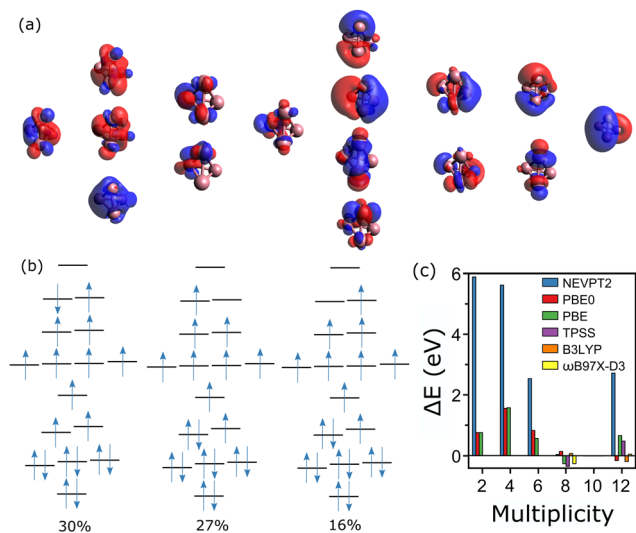 (a)
(b)
30%
27%
16%
(c)
6
4
2
0
ΔE (eV)
NEVPT2
PBE0
PBE
TPSS
B3LYP
ωB97X-D3
2 4 6 8 10 12
Multiplicity